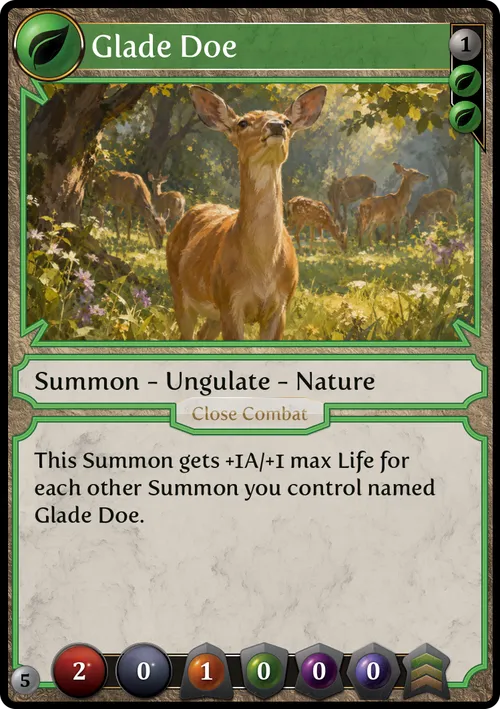 Glade Doe
1
Summon - Ungulate - Nature
Close Combat
This Summon gets +1A/+1 max Life for
each other Summon you control named
Glade Doe.
5 2* 0* 1 0 0 0